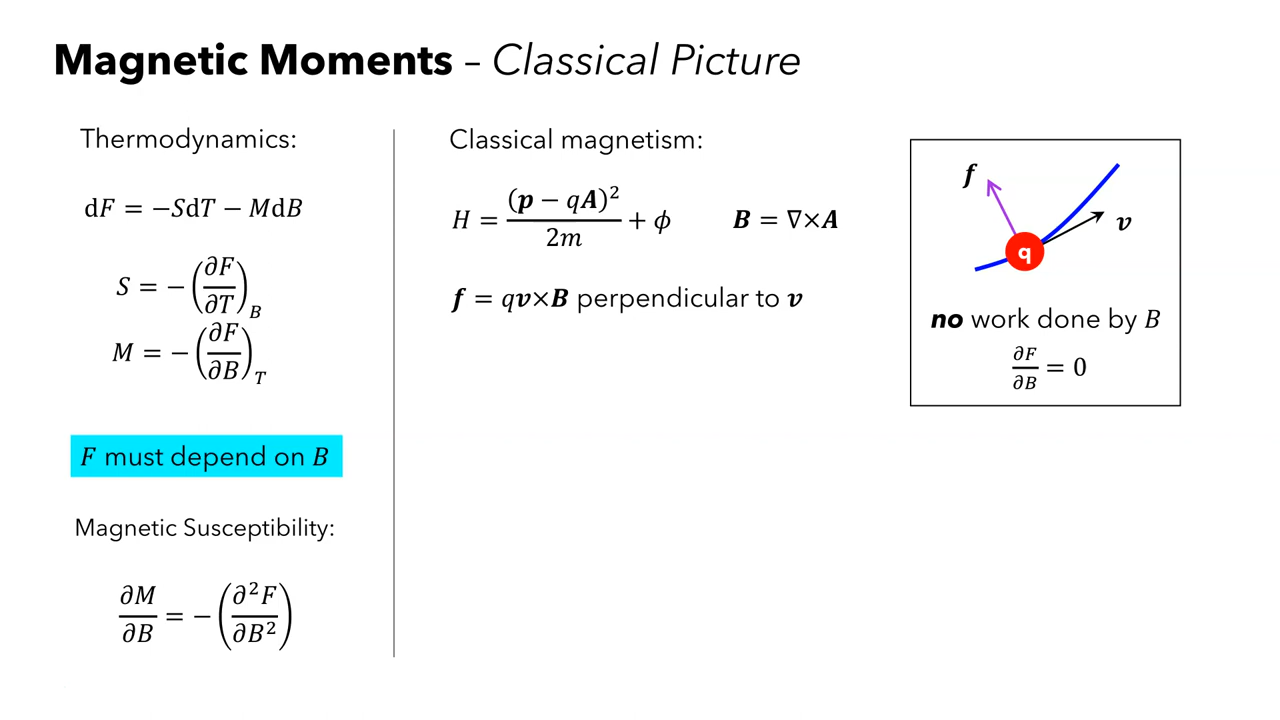 Magnetic Moments – Classical Picture
Thermodynamics:
dF = −SdT − MdB
S = −(∂F/∂T)_B
M = −(∂F/∂B)_T
F must depend on B
Magnetic Susceptibility:
∂M/∂B = −(∂²F/∂B²)
Classical magnetism:
H = (p − qA)²/2m + ϕ    B = ∇×A
f = qv×B perpendicular to v
f
v
q
no work done by B
∂F/∂B = 0